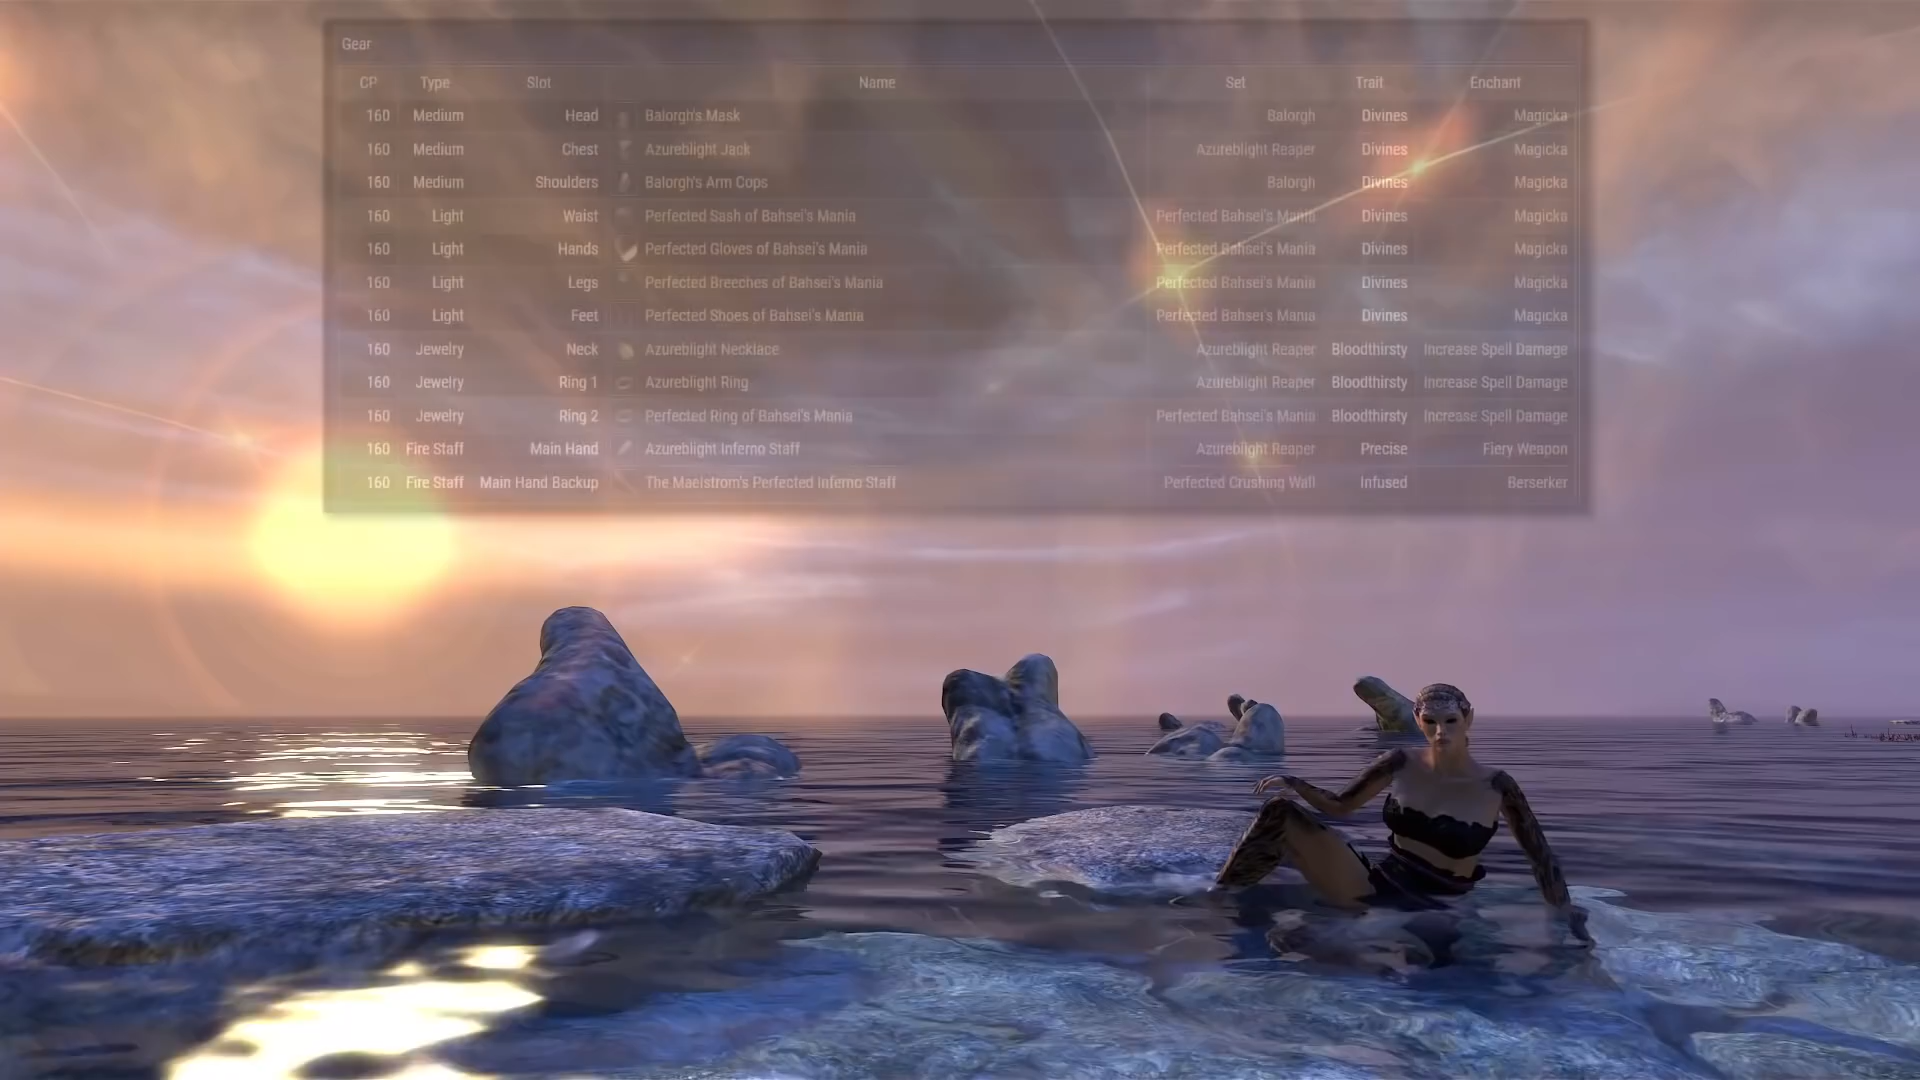 Gear
CP Type Slot Name Set Trait Enchant
160 Medium Head Balorgh's Mask Balorgh Divines Magicka
160 Medium Chest Azureblight Jack Azureblight Reaper Divines Magicka
160 Medium Shoulders Balorgh's Arm Cops Balorgh Divines Magicka
160 Light Waist Perfected Sash of Bahsei's Mania Perfected Bahsei's Mania Divines Magicka
160 Light Hands Perfected Gloves of Bahsei's Mania Perfected Bahsei's Mania Divines Magicka
160 Light Legs Perfected Breeches of Bahsei's Mania Perfected Bahsei's Mania Divines Magicka
160 Light Feet Perfected Shoes of Bahsei's Mania Perfected Bahsei's Mania Divines Magicka
160 Jewelry Neck Azureblight Necklace Azureblight Reaper Bloodthirsty Increase Spell Damage
160 Jewelry Ring 1 Azureblight Ring Azureblight Reaper Bloodthirsty Increase Spell Damage
160 Jewelry Ring 2 Perfected Ring of Bahsei's Mania Perfected Bahsei's Mania Bloodthirsty Increase Spell Damage
160 Fire Staff Main Hand Azureblight Inferno Staff Azureblight Reaper Precise Fiery Weapon
160 Fire Staff Main Hand Backup The Maelstrom's Perfected Inferno Staff Perfected Crushing Wall Infused Berserker